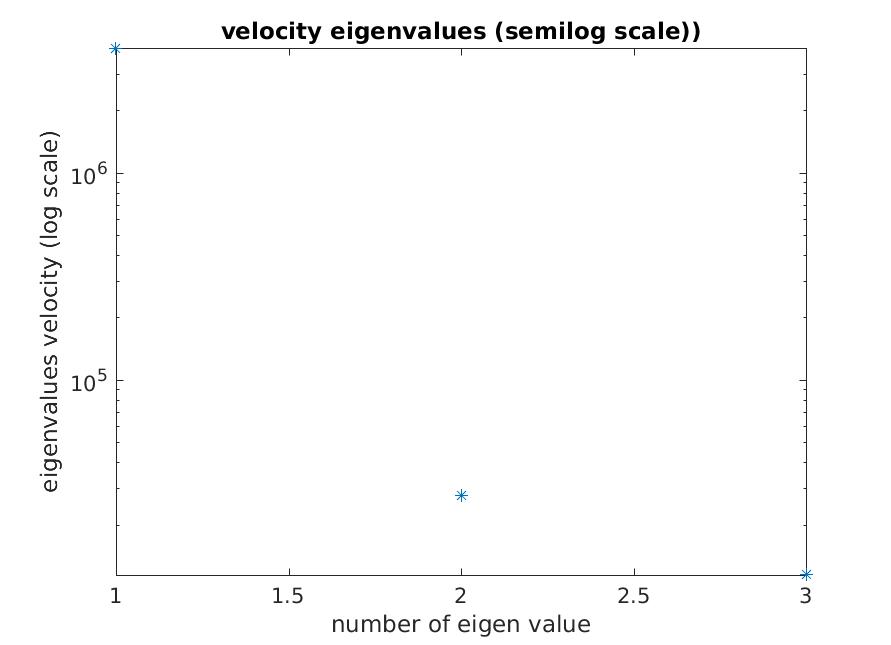 velocity eigenvalues (semilog scale))
eigenvalues velocity (log scale)
10^6
10^5
1 1.5 2 2.5 3
number of eigen value